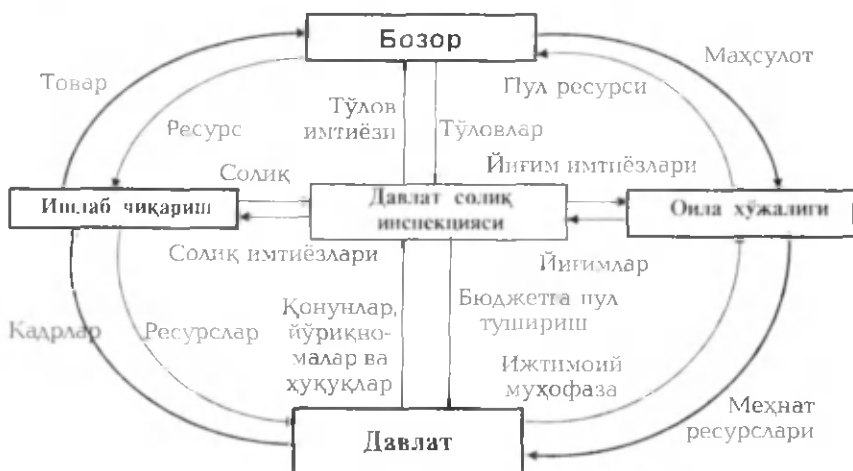 Бозор
Товар
Маҳсулот
Пул ресурси
Ресурс
Тўлов
имтиёзи
Тўловлар
Солиқ
Йиғим имтиёзлари
Ишлаб чиқариш
Давлат солиқ
инспекцияси
Оила хўжалиги
Солиқ имтиёзлари
Йиғимлар
Кадрлар
Ресурслар
Қонунлар,
йўриқно-
малар ва
ҳуқуқлар
Бюджетга пул
тушириш
Ижтимоий
муҳофаза
Меҳнат
ресурслари
Давлат